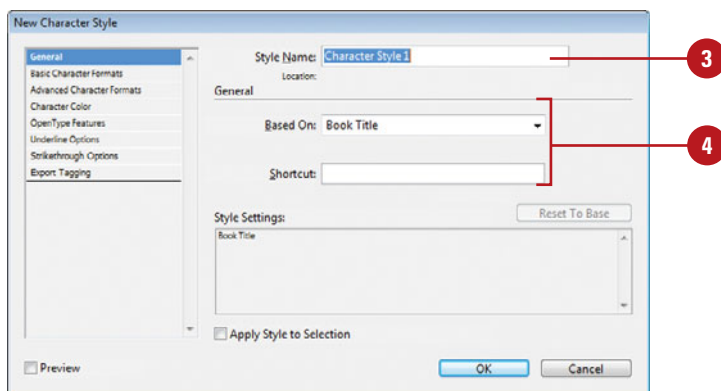 New Character Style
General
Basic Character Formats
Advanced Character Formats
Character Color
OpenType Features
Underline Options
Strikethrough Options
Export Tagging
Style Name: Character Style 1
Location:
General
Based On: Book Title
Shortcut:
Style Settings:
Reset To Base
Book Title
Apply Style to Selection
Preview
OK
Cancel
3
4